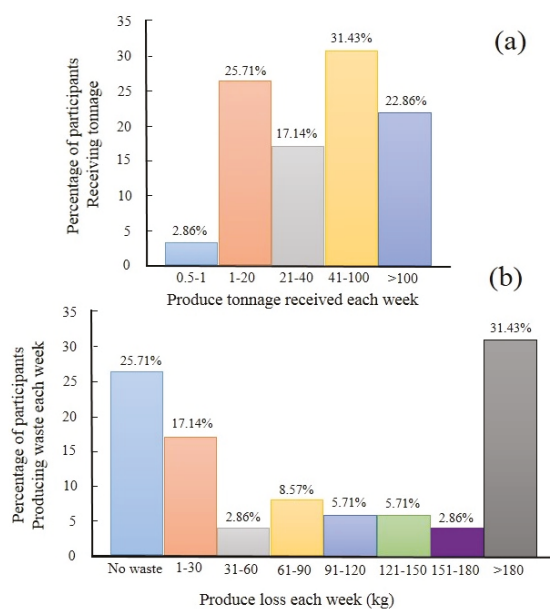 (a)
Percentage of participants
Receiving tonnage
35
30
25
20
15
10
5
0
2.86%
25.71%
17.14%
31.43%
22.86%
0.5-1 1-20 21-40 41-100 >100
Produce tonnage received each week
(b)
Percentage of participants
Producing waste each week
35
30
25
20
15
10
5
0
25.71%
17.14%
2.86%
8.57%
5.71%
5.71%
2.86%
31.43%
No waste 1-30 31-60 61-90 91-120 121-150 151-180 >180
Produce loss each week (kg)